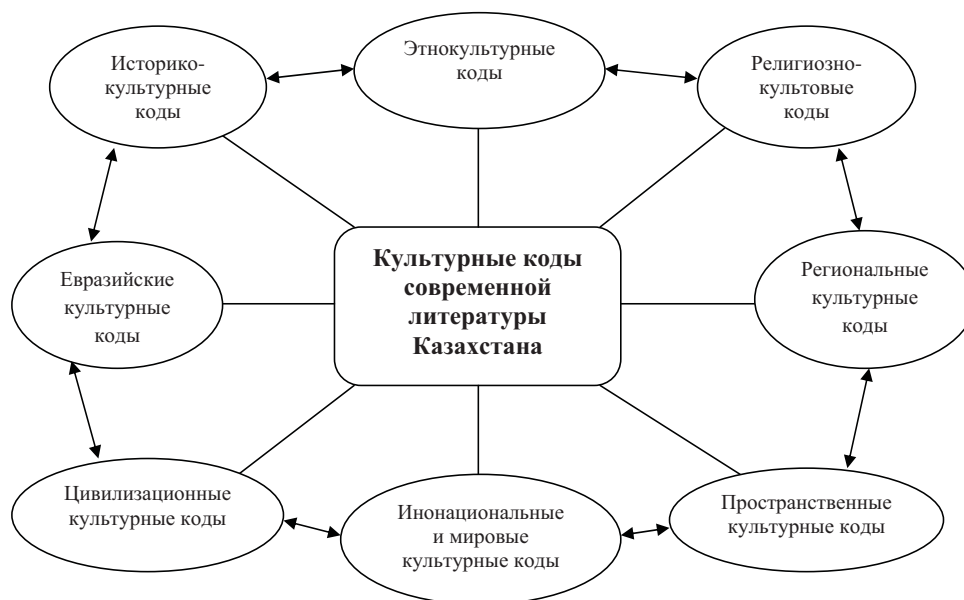 Историко-
культурные
коды
Этнокультурные
коды
Религиозно-
культовые
коды
Евразийские
культурные
коды
Культурные коды
современной
литературы
Казахстана
Региональные
культурные
коды
Цивилизационные
культурные коды
Инонациональные
и мировые
культурные коды
Пространственные
культурные коды